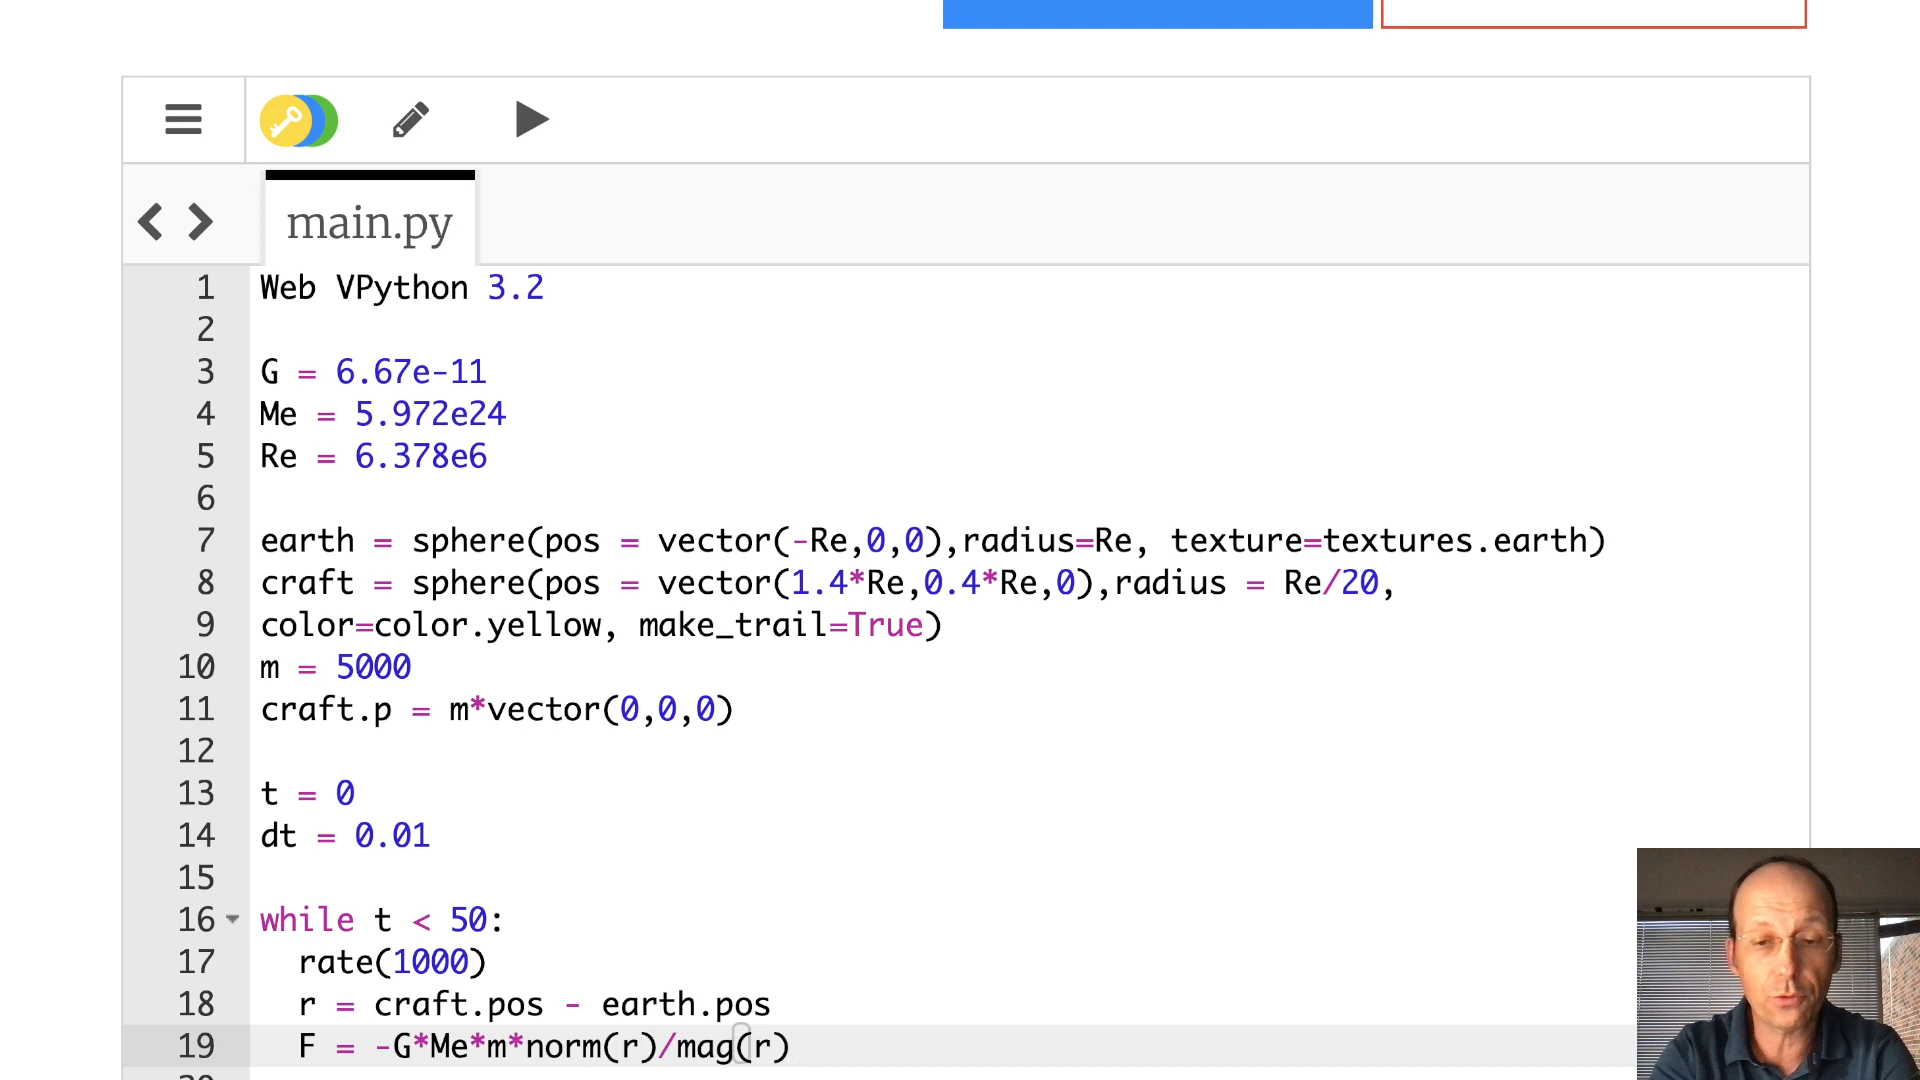 main.py
1 Web VPython 3.2
2
3 G = 6.67e-11
4 Me = 5.972e24
5 Re = 6.378e6
6
7 earth = sphere(pos = vector(-Re,0,0),radius=Re, texture=textures.earth)
8 craft = sphere(pos = vector(1.4*Re,0.4*Re,0),radius = Re/20,
9 color=color.yellow, make_trail=True)
10 m = 5000
11 craft.p = m*vector(0,0,0)
12
13 t = 0
14 dt = 0.01
15
16 while t < 50:
17   rate(1000)
18   r = craft.pos - earth.pos
19   F = -G*Me*m*norm(r)/mag(r)